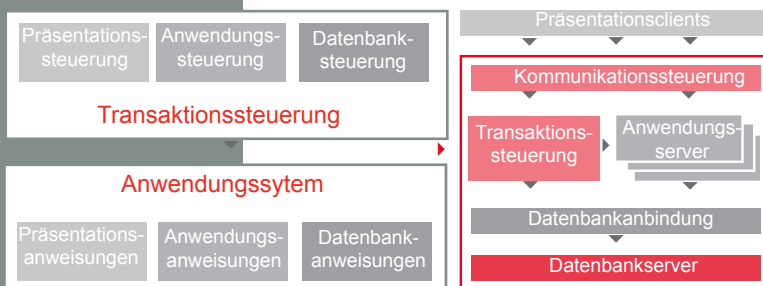 Präsentations-
steuerung
Anwendungs-
steuerung
Datenbank-
steuerung
Transaktionssteuerung
Anwendungssytem
Präsentations-
anweisungen
Anwendungs-
anweisungen
Datenbank-
anweisungen
Präsentationsclients
Kommunikationssteuerung
Transaktions-
steuerung
Anwendungs-
server
Datenbankanbindung
Datenbankserver